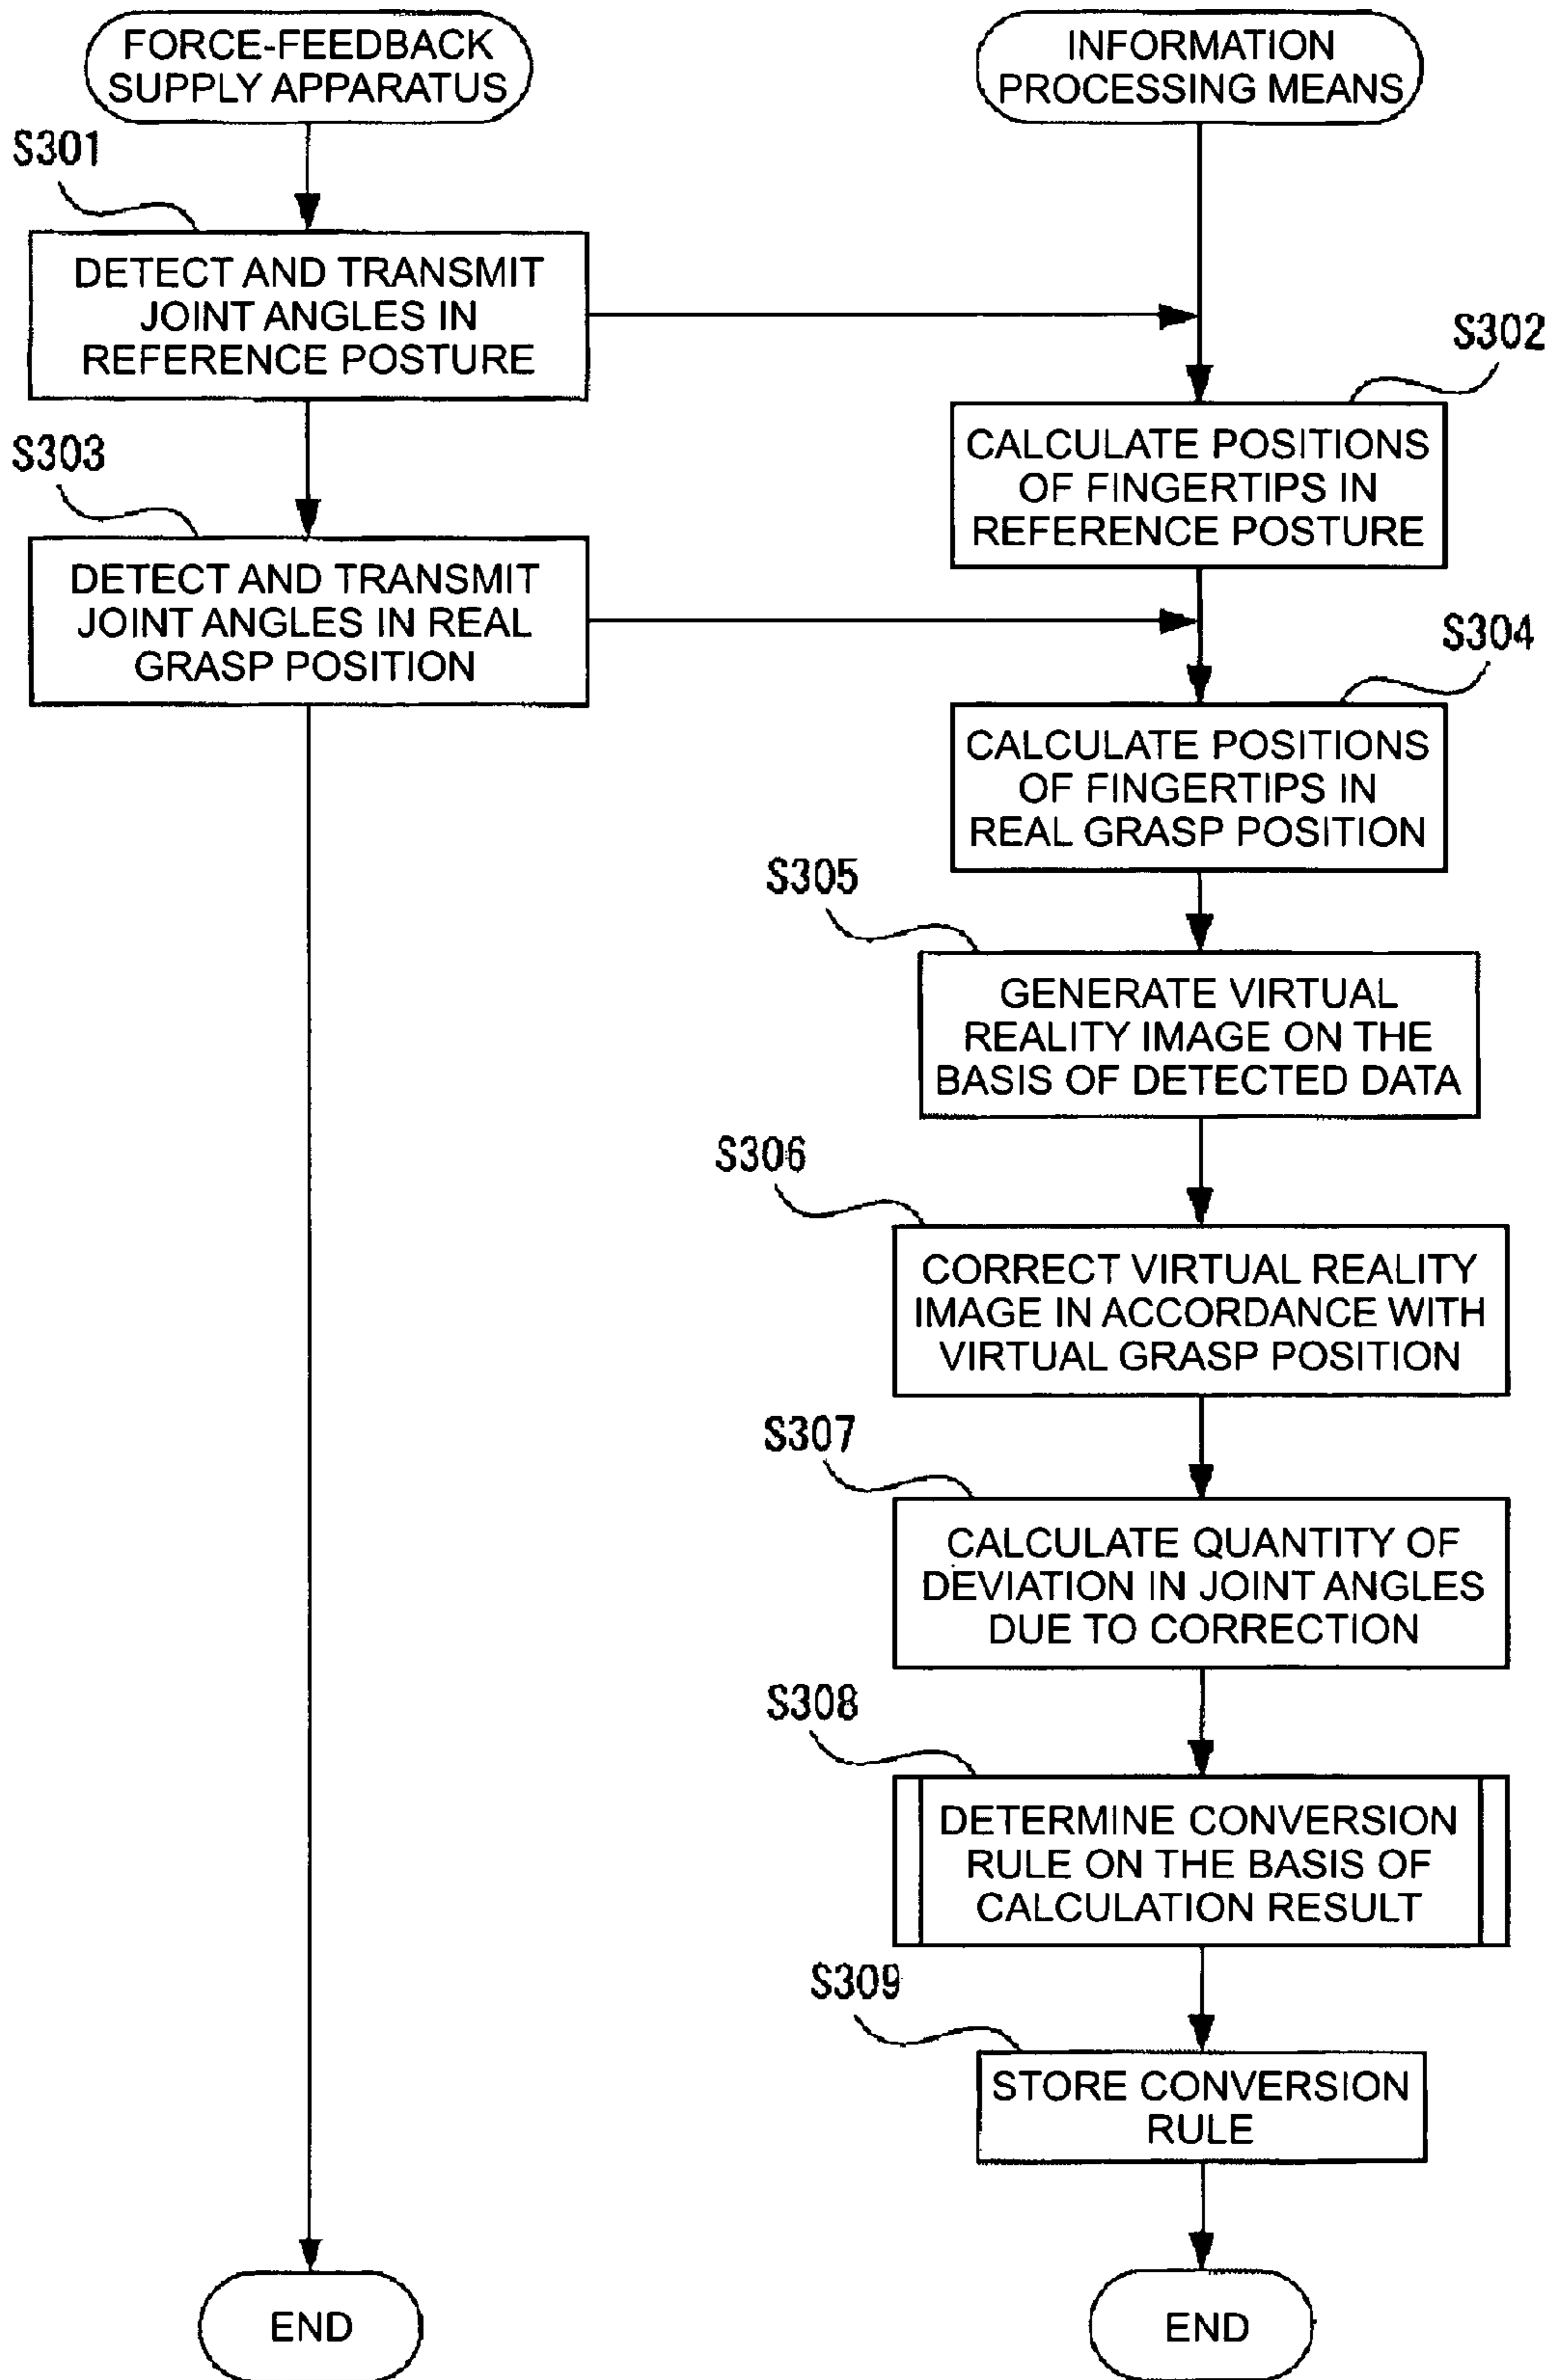 FORCE-FEEDBACK
SUPPLY APPARATUS
INFORMATION
PROCESSING MEANS
S301
DETECT AND TRANSMIT
JOINT ANGLES IN
REFERENCE POSTURE
S302
CALCULATE POSITIONS
OF FINGERTIPS IN
REFERENCE POSTURE
S303
DETECT AND TRANSMIT
JOINT ANGLES IN REAL
GRASP POSITION
S304
CALCULATE POSITIONS
OF FINGERTIPS IN
REAL GRASP POSITION
S305
GENERATE VIRTUAL
REALITY IMAGE ON THE
BASIS OF DETECTED DATA
S306
CORRECT VIRTUAL REALITY
IMAGE IN ACCORDANCE WITH
VIRTUAL GRASP POSITION
S307
CALCULATE QUANTITY OF
DEVIATION IN JOINT ANGLES
DUE TO CORRECTION
S308
DETERMINE CONVERSION
RULE ON THE BASIS OF
CALCULATION RESULT
S309
STORE CONVERSION
RULE
END
END